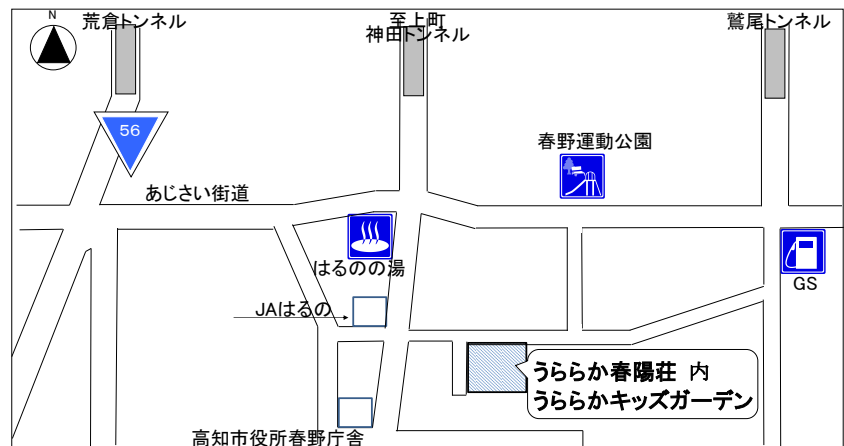 N
荒倉トンネル
至上町
神田トンネル
鷲尾トンネル
56
春野運動公園
あじさい街道
はるのの湯
GS
JAはるの
うららか春陽荘 内
うららかキッズガーデン
高知市役所春野庁舎